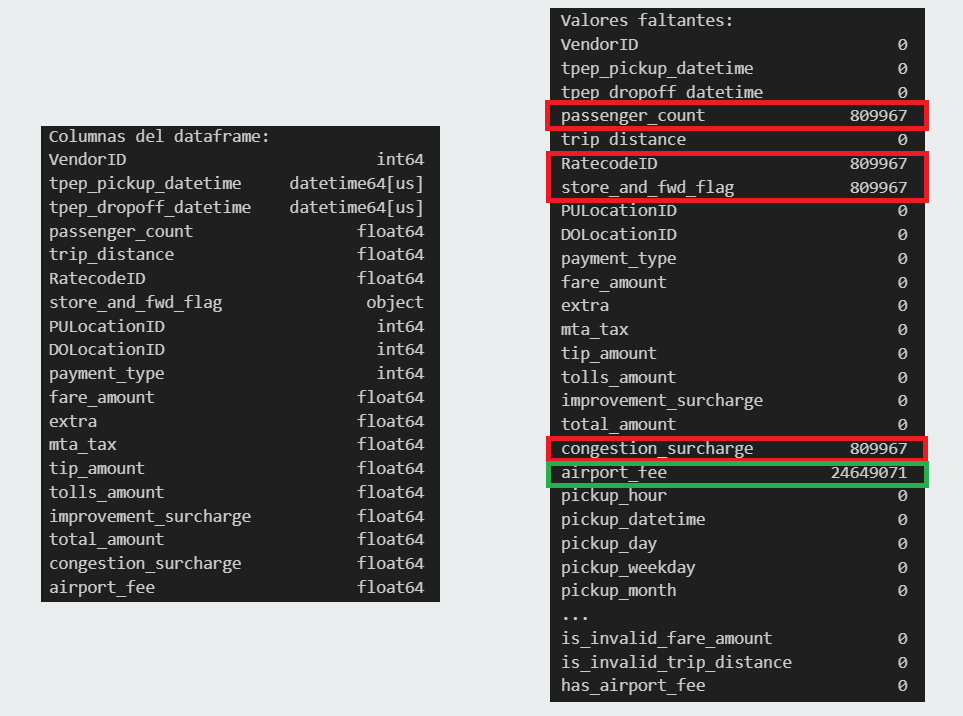 Columnas del dataframe:
VendorID int64
tpep_pickup_datetime datetime64[us]
tpep_dropoff_datetime datetime64[us]
passenger_count float64
trip_distance float64
RatecodeID float64
store_and_fwd_flag object
PULocationID int64
DOLocationID int64
payment_type int64
fare_amount float64
extra float64
mta_tax float64
tip_amount float64
tolls_amount float64
improvement_surcharge float64
total_amount float64
congestion_surcharge float64
airport_fee float64
Valores faltantes:
VendorID 0
tpep_pickup_datetime 0
tpep_dropoff_datetime 0
passenger_count 809967
trip_distance 0
RatecodeID 809967
store_and_fwd_flag 809967
PULocationID 0
DOLocationID 0
payment_type 0
fare_amount 0
extra 0
mta_tax 0
tip_amount 0
tolls_amount 0
improvement_surcharge 0
total_amount 0
congestion_surcharge 809967
airport_fee 24649071
pickup_hour 0
pickup_datetime 0
pickup_day 0
pickup_weekday 0
pickup_month 0
...
is_invalid_fare_amount 0
is_invalid_trip_distance 0
has_airport_fee 0